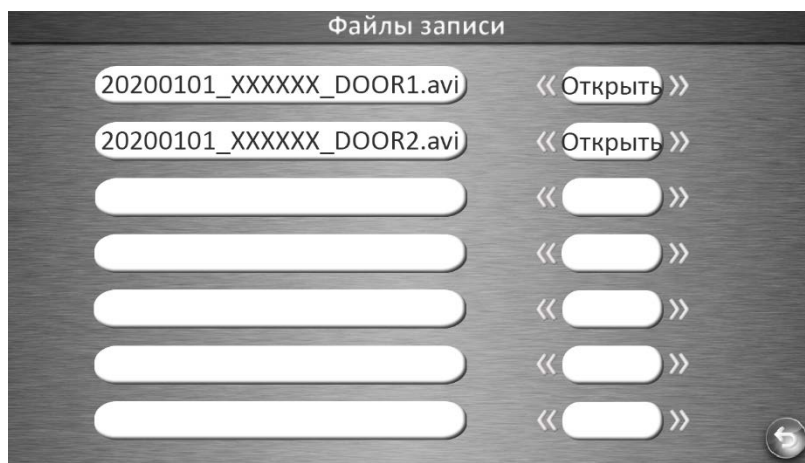 Файлы записи
20200101_XXXXXX_DOOR1.avi Открыть
20200101_XXXXXX_DOOR2.avi Открыть